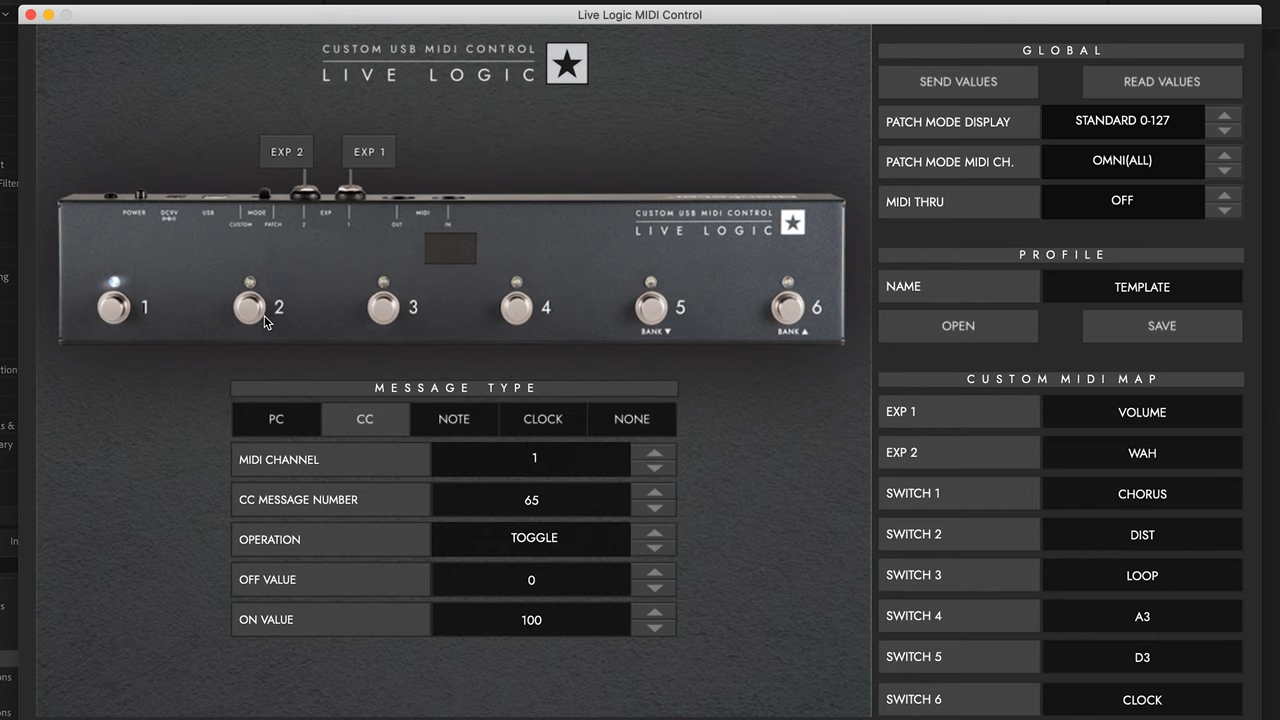 Live Logic MIDI Control
CUSTOM USB MIDI CONTROL
LIVE LOGIC
EXP 2
EXP 1
POWER
DC9V
USB
MODE
CUSTOM
PATCH
EXP
2
1
MIDI
OUT
IN
CUSTOM USB MIDI CONTROL
LIVE LOGIC
1
2
3
4
5
6
BANK ▼
BANK ▲
MESSAGE TYPE
PC CC NOTE CLOCK NONE
MIDI CHANNEL 1
CC MESSAGE NUMBER 65
OPERATION TOGGLE
OFF VALUE 0
ON VALUE 100
GLOBAL
SEND VALUES READ VALUES
PATCH MODE DISPLAY STANDARD 0-127
PATCH MODE MIDI CH. OMNI(ALL)
MIDI THRU OFF
PROFILE
NAME TEMPLATE
OPEN SAVE
CUSTOM MIDI MAP
EXP 1 VOLUME
EXP 2 WAH
SWITCH 1 CHORUS
SWITCH 2 DIST
SWITCH 3 LOOP
SWITCH 4 A3
SWITCH 5 D3
SWITCH 6 CLOCK